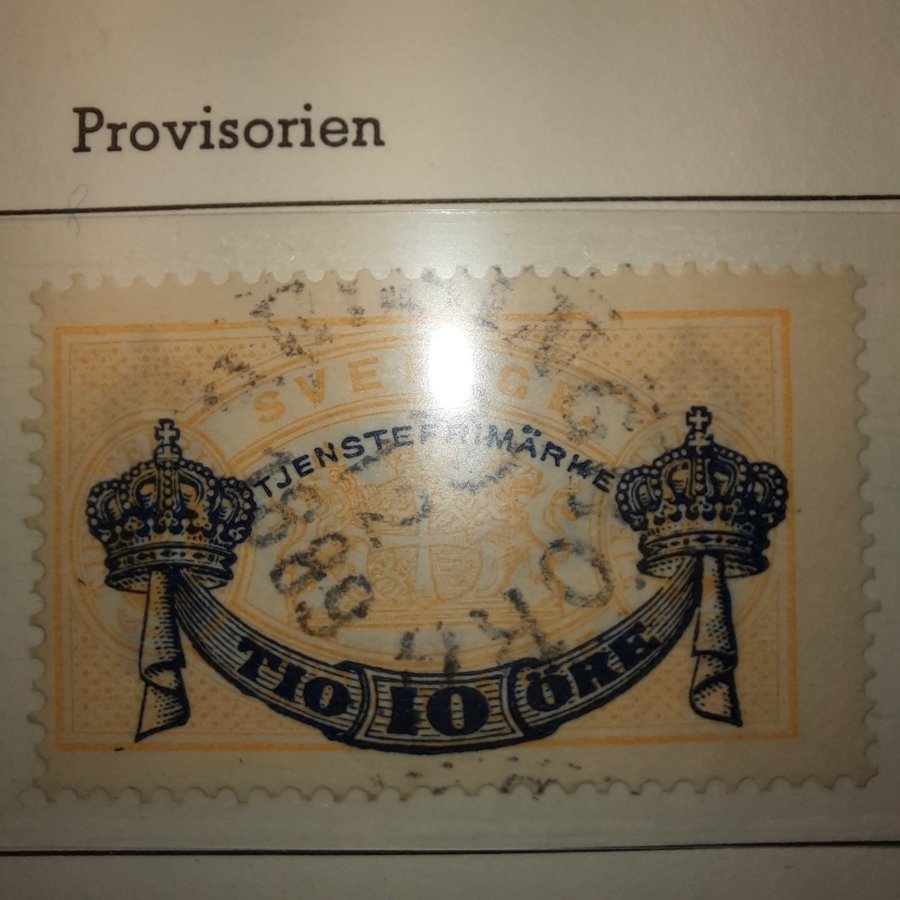 Provisorien
SVERIGE
TJENSTEFRIMÄRKE
TIO 10 ÖRE